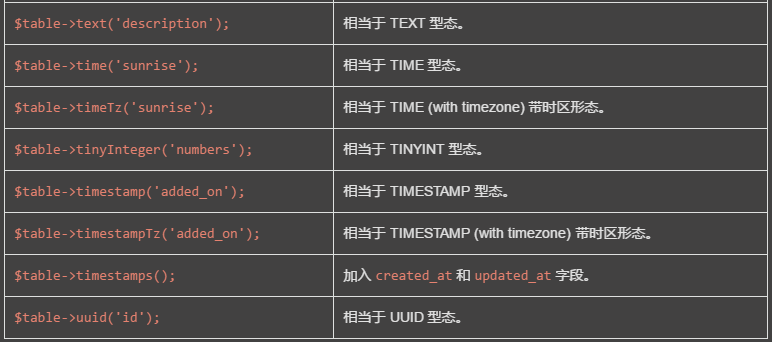 $table->text('description'); 相当于 TEXT 型态。
$table->time('sunrise'); 相当于 TIME 型态。
$table->timeTz('sunrise'); 相当于 TIME (with timezone) 带时区形态。
$table->tinyInteger('numbers'); 相当于 TINYINT 型态。
$table->timestamp('added_on'); 相当于 TIMESTAMP 型态。
$table->timestampTz('added_on'); 相当于 TIMESTAMP (with timezone) 带时区形态。
$table->timestamps(); 加入 created_at 和 updated_at 字段。
$table->uuid('id'); 相当于 UUID 型态。